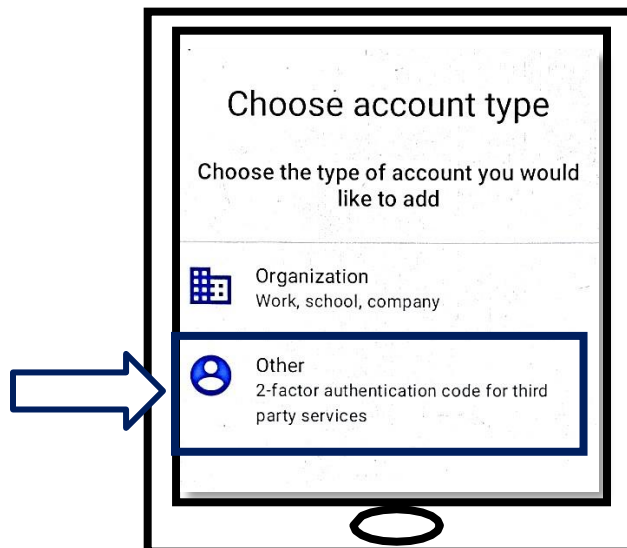 Choose account type
Choose the type of account you would
like to add
Organization
Work, school, company
Other
2-factor authentication code for third
party services